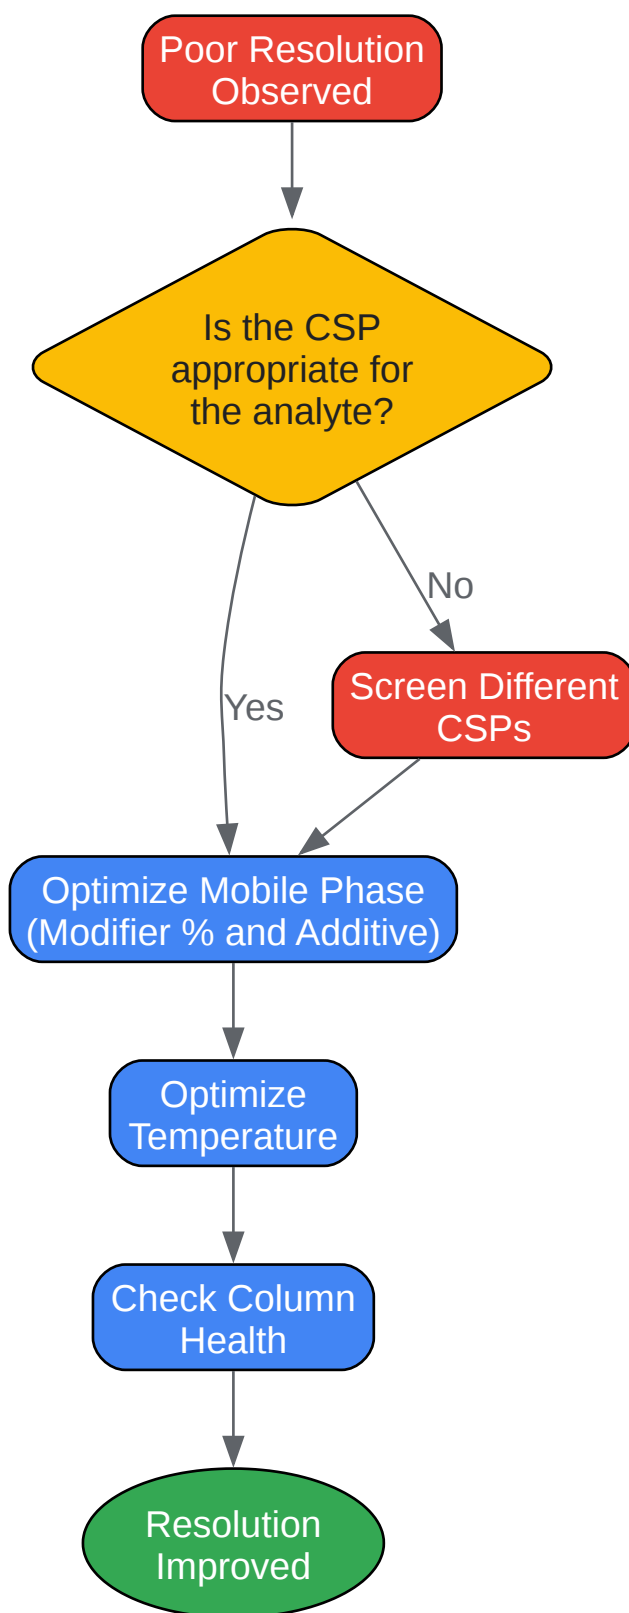 Poor Resolution
Observed
Is the CSP
appropriate for
the analyte?
No
Screen Different
CSPs
Yes
Optimize Mobile Phase
(Modifier % and Additive)
Optimize
Temperature
Check Column
Health
Resolution
Improved